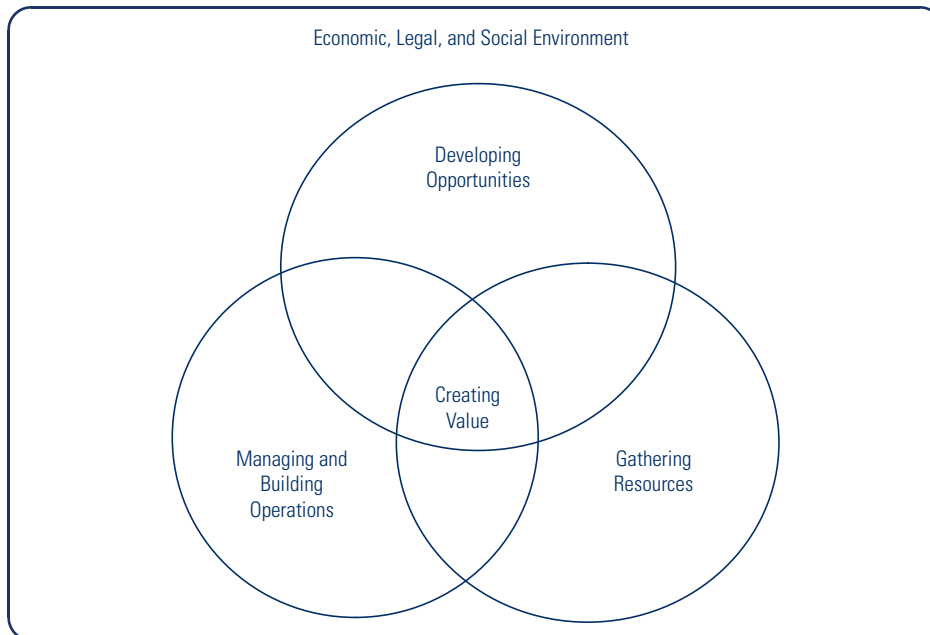 Economic, Legal, and Social Environment
Developing
Opportunities
Creating
Value
Managing and
Building
Operations
Gathering
Resources